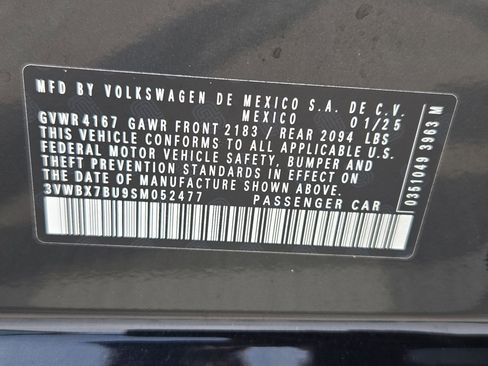 MFD BY VOLKSWAGEN DE MEXICO S.A. DE C.V.
MEXICO 01/25
GVWR 4167 GAWR FRONT 2183 / REAR 2094 LBS
THIS VEHICLE CONFORMS TO ALL APPLICABLE U.S.
FEDERAL MOTOR VEHICLE SAFETY, BUMPER AND
THEFT PREVENTION STANDARDS IN EFFECT ON
THE DATE OF MANUFACTURE SHOWN ABOVE.
3VWBX7BU9SM052477 PASSENGER CAR
0351049 3963 M